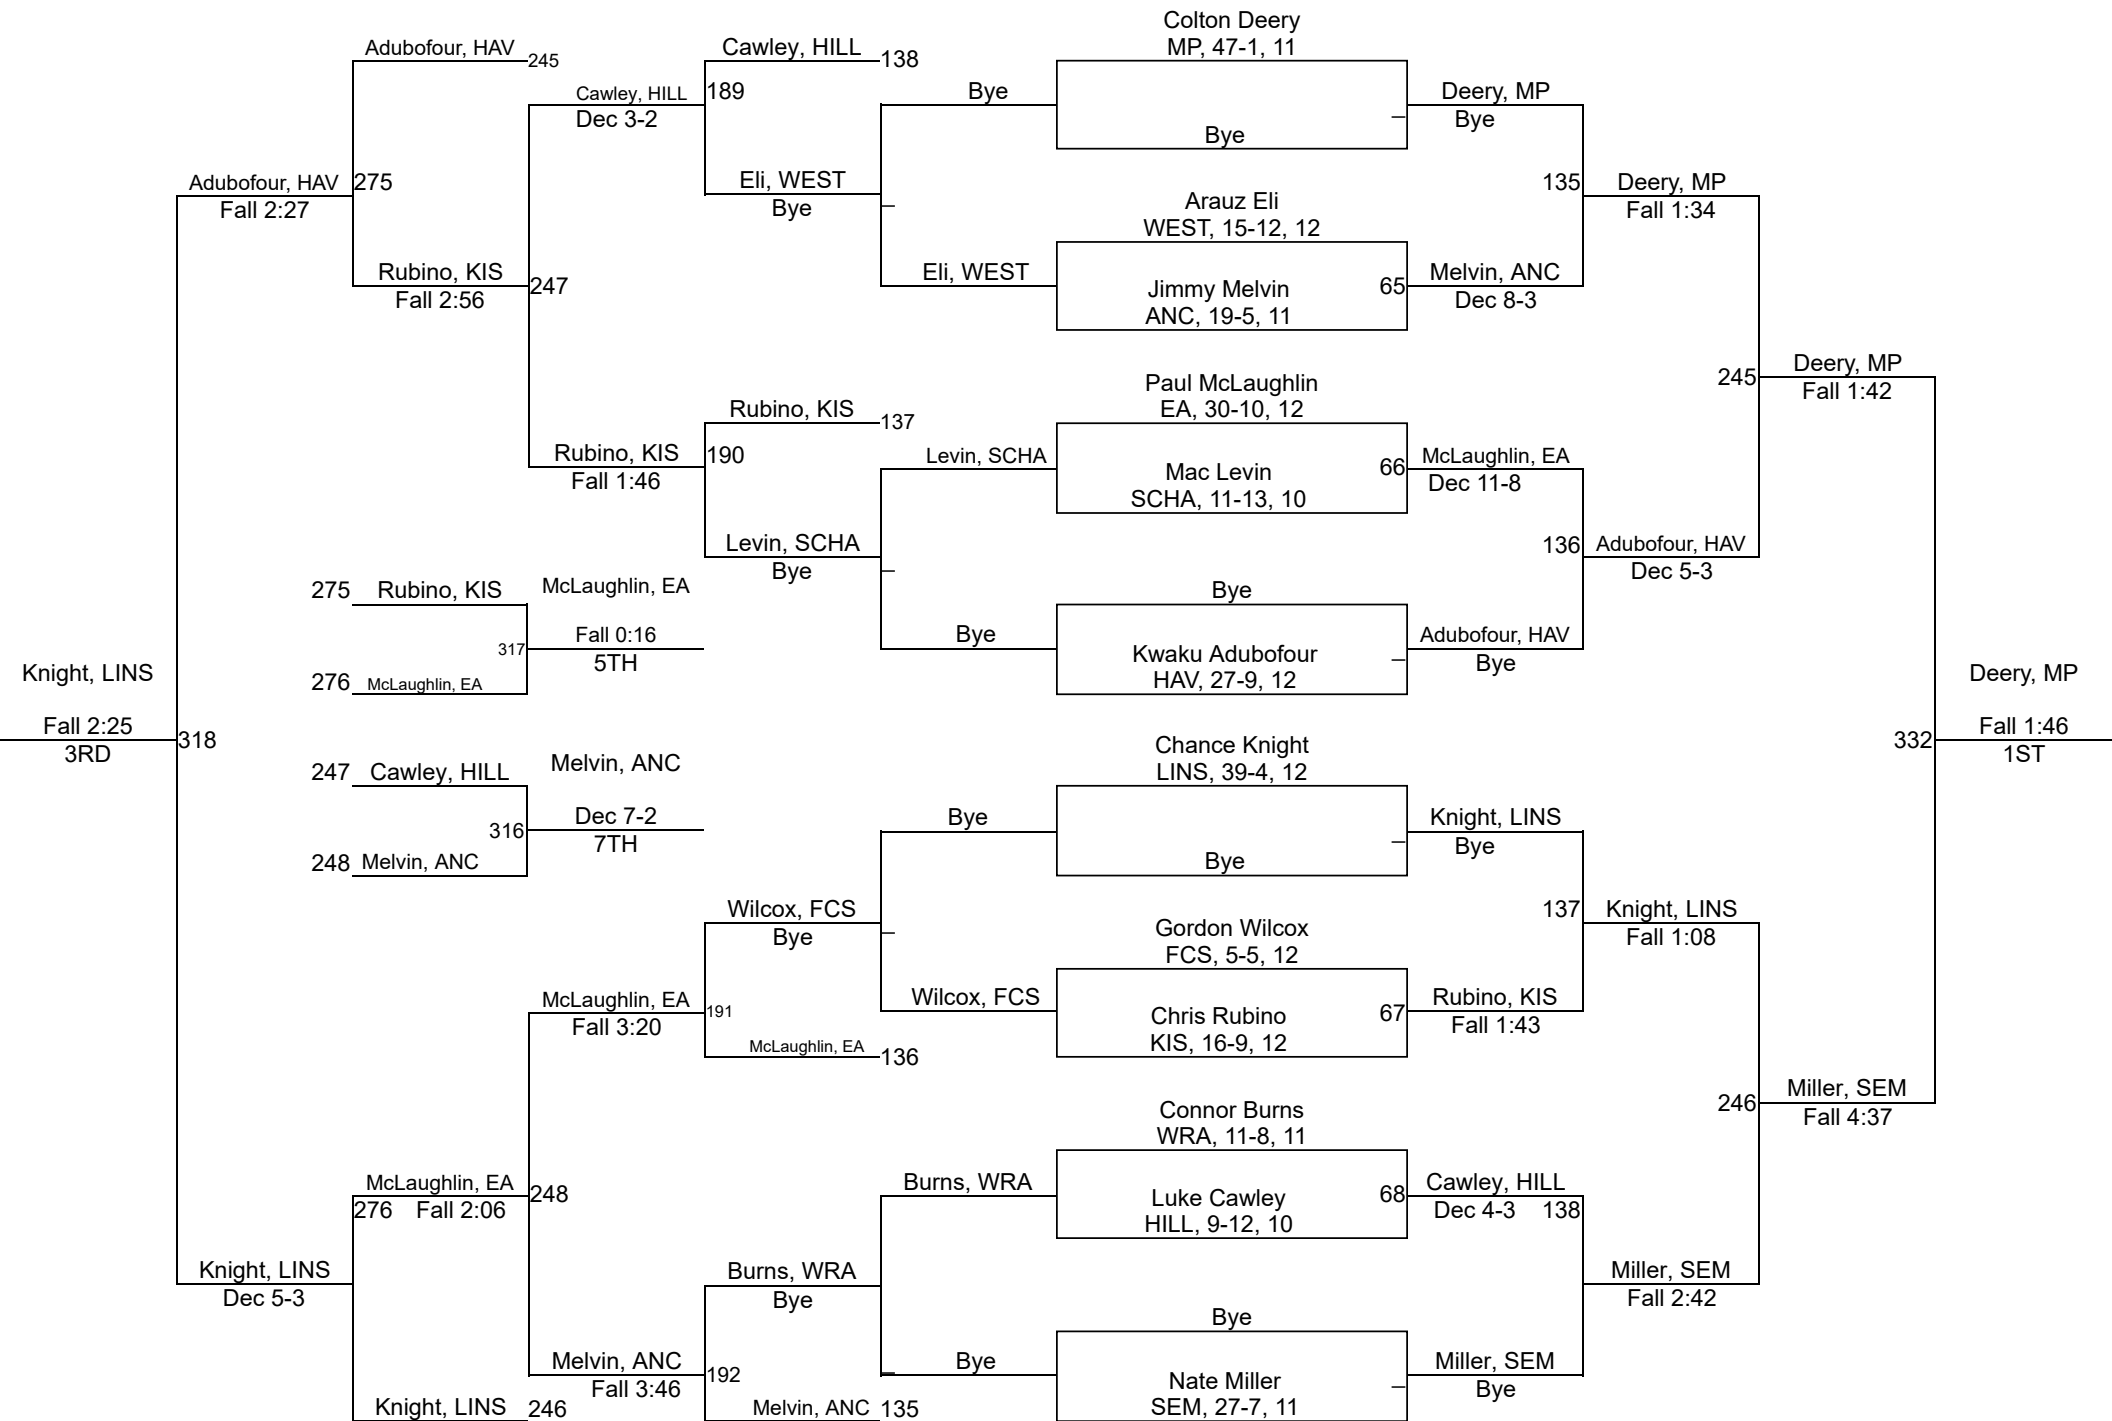 Colton Deery
MP, 47-1, 11
Adubofour, HAV
245
Cawley, HILL
138
Cawley, HILL
189
Dec 3-2
Bye
Deery, MP
Bye
Bye
Eli, WEST
Bye
Adubofour, HAV
275
Fall 2:27
135
Deery, MP
Fall 1:34
Arauz Eli
WEST, 15-12, 12
Rubino, KIS
Fall 2:56
247
Eli, WEST
Jimmy Melvin
ANC, 19-5, 11
65
Melvin, ANC
Dec 8-3
245
Deery, MP
Fall 1:42
Paul McLaughlin
EA, 30-10, 12
Rubino, KIS
137
Rubino, KIS
190
Fall 1:46
Levin, SCHA
Mac Levin
SCHA, 11-13, 10
66
McLaughlin, EA
Dec 11-8
Levin, SCHA
Bye
136
Adubofour, HAV
Dec 5-3
275
Rubino, KIS
McLaughlin, EA
Bye
317
Fall 0:16
5TH
Bye
Kwaku Adubofour
HAV, 27-9, 12
Adubofour, HAV
Bye
276
McLaughlin, EA
Knight, LINS
Fall 2:25
3RD
318
Deery, MP
332
Fall 1:46
1ST
247
Cawley, HILL
Melvin, ANC
Chance Knight
LINS, 39-4, 12
316
Dec 7-2
7TH
Bye
Bye
Knight, LINS
Bye
248
Melvin, ANC
Wilcox, FCS
Bye
137
Knight, LINS
Fall 1:08
Gordon Wilcox
FCS, 5-5, 12
McLaughlin, EA
191
Fall 3:20
Wilcox, FCS
Chris Rubino
KIS, 16-9, 12
67
Rubino, KIS
Fall 1:43
McLaughlin, EA
136
246
Miller, SEM
Fall 4:37
Connor Burns
WRA, 11-8, 11
McLaughlin, EA
248
276
Fall 2:06
Burns, WRA
Luke Cawley
HILL, 9-12, 10
68
Cawley, HILL
Dec 4-3
138
Knight, LINS
Dec 5-3
Burns, WRA
Bye
Miller, SEM
Fall 2:42
Bye
Melvin, ANC
192
Fall 3:46
Bye
Nate Miller
SEM, 27-7, 11
Miller, SEM
Bye
Knight, LINS
246
Melvin, ANC
135